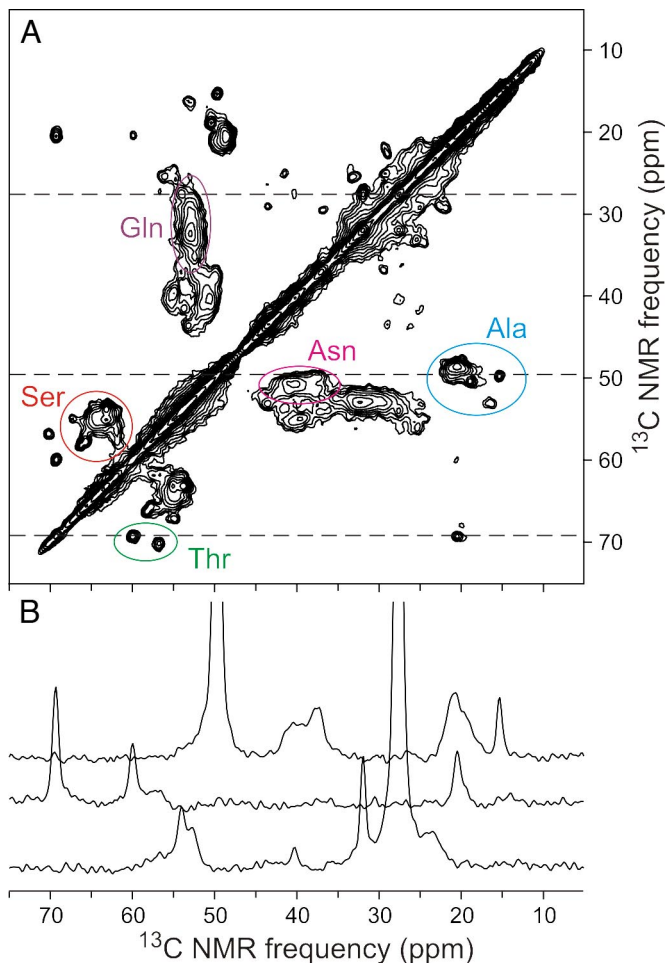 A
10
20
30
40
50
60
70
13C NMR frequency (ppm)
Gln
Asn
Ala
Ser
Thr
B
70 60 50 40 30 20 10
13C NMR frequency (ppm)